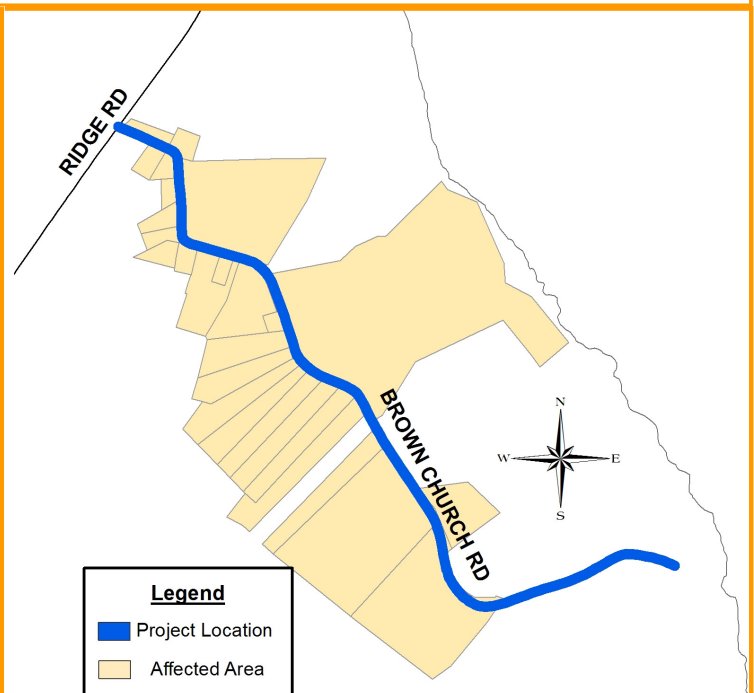 RIDGE RD
BROWN CHURCH RD
N
W
E
S
Legend
Project Location
Affected Area